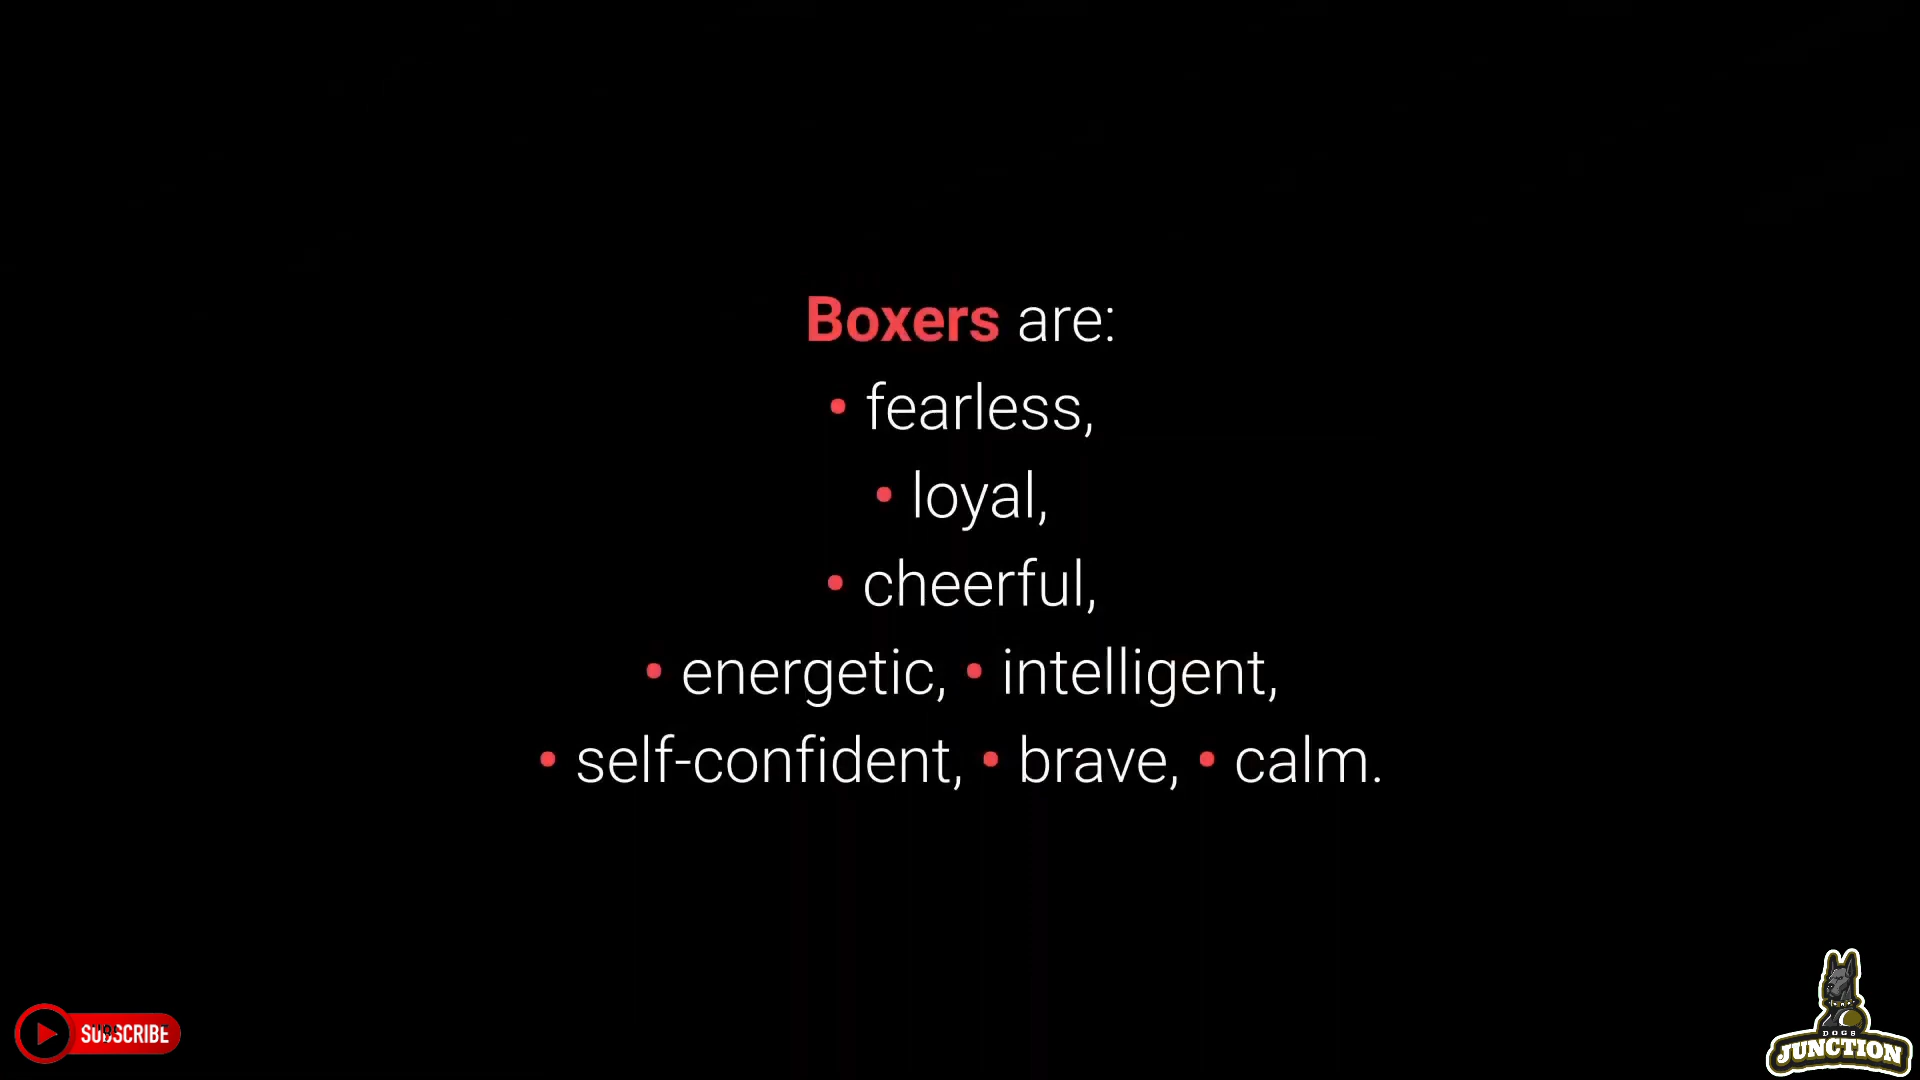 Boxers are:
• fearless,
• loyal,
• cheerful,
• energetic, • intelligent,
• self-confident, • brave, • calm.
SUBSCRIBE
DOGS
JUNCTION